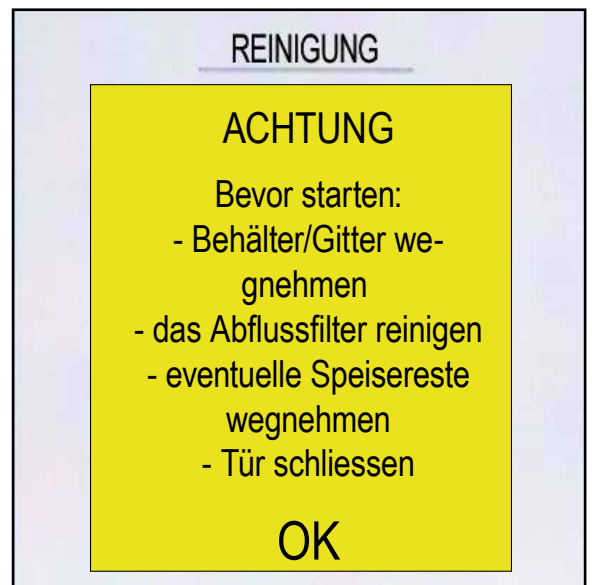 REINIGUNG
ACHTUNG
Bevor starten:
- Behälter/Gitter we-
gnehmen
- das Abflussfilter reinigen
- eventuelle Speisereste
wegnehmen
- Tür schliessen
OK